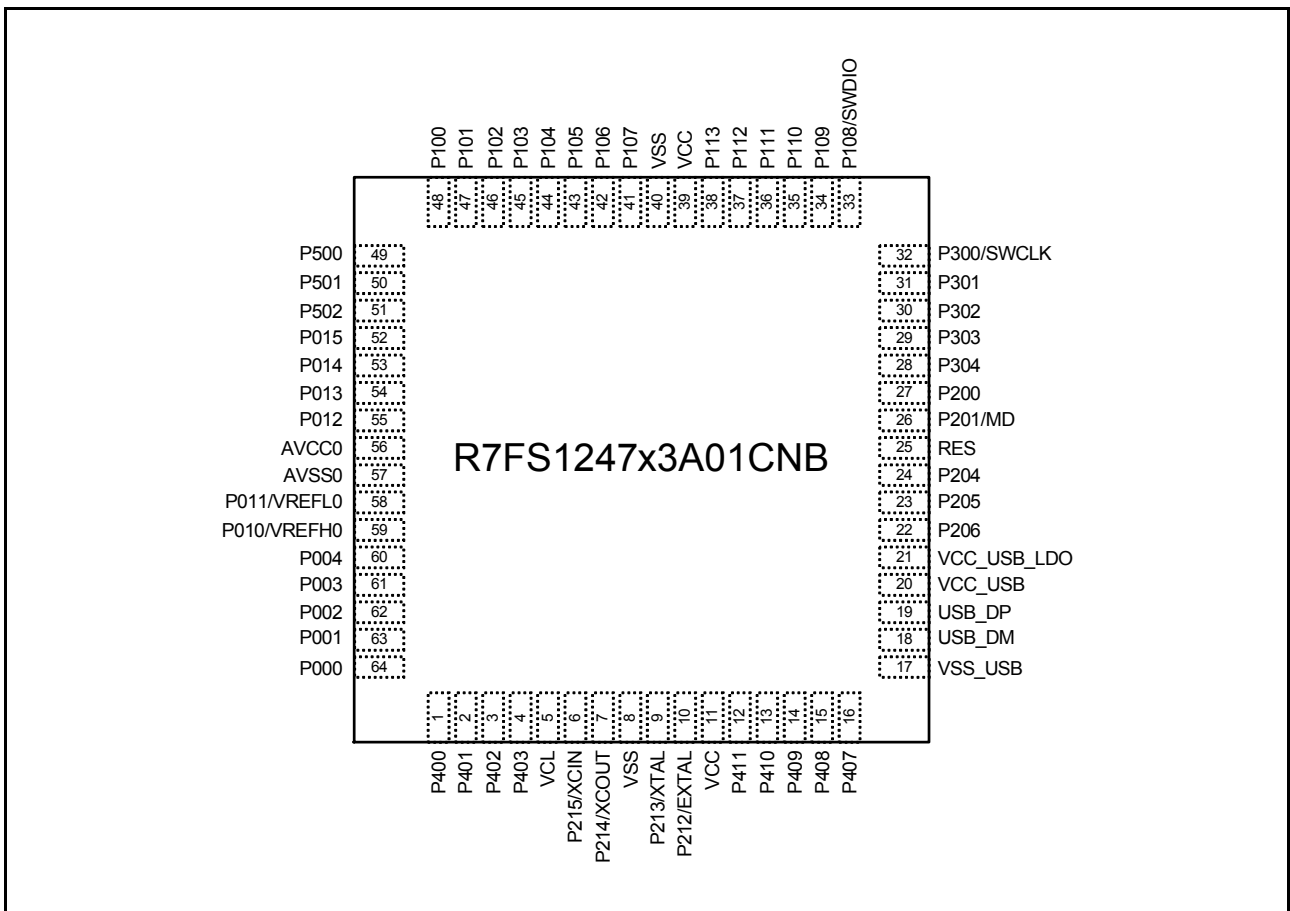 P100
P101
P102
P103
P104
P105
P106
P107
VSS
VCC
P113
P112
P111
P110
P109
P108/SWDIO
48
47
46
45
44
43
42
41
40
39
38
37
36
35
34
33
P500 49
P501 50
P502 51
P015 52
P014 53
P013 54
P012 55
AVCC0 56
AVSS0 57
P011/VREFL0 58
P010/VREFH0 59
P004 60
P003 61
P002 62
P001 63
P000 64
R7FS1247x3A01CNB
32 P300/SWCLK
31 P301
30 P302
29 P303
28 P304
27 P200
26 P201/MD
25 RES
24 P204
23 P205
22 P206
21 VCC_USB_LDO
20 VCC_USB
19 USB_DP
18 USB_DM
17 VSS_USB
1
2
3
4
5
6
7
8
9
10
11
12
13
14
15
16
P400
P401
P402
P403
VCL
P215/XCIN
P214/XCOUT
VSS
P213/XTAL
P212/EXTAL
VCC
P411
P410
P409
P408
P407